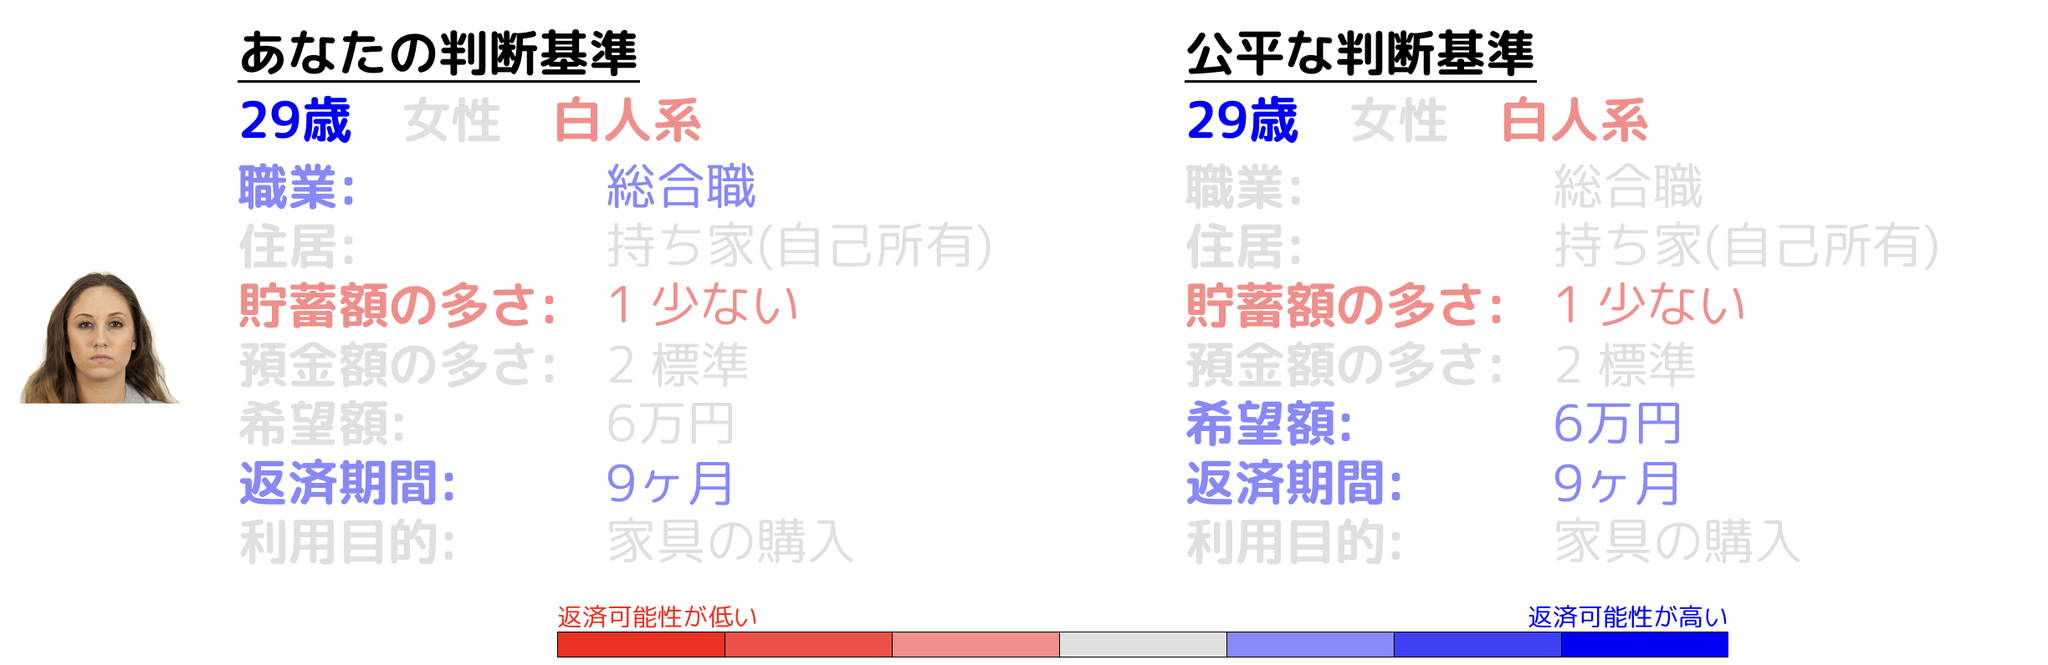 あなたの判断基準
29歳 女性 白人系
職業: 総合職
住居: 持ち家(自己所有)
貯蓄額の多さ: 1 少ない
預金額の多さ: 2 標準
希望額: 6万円
返済期間: 9ヶ月
利用目的: 家具の購入
公平な判断基準
29歳 女性 白人系
職業: 総合職
住居: 持ち家(自己所有)
貯蓄額の多さ: 1 少ない
預金額の多さ: 2 標準
希望額: 6万円
返済期間: 9ヶ月
利用目的: 家具の購入
返済可能性が低い
返済可能性が高い